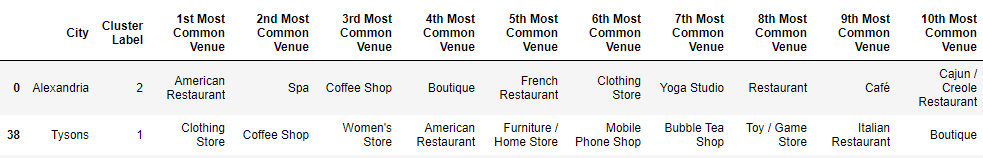 City Cluster Label 1st Most Common Venue 2nd Most Common Venue 3rd Most Common Venue 4th Most Common Venue 5th Most Common Venue 6th Most Common Venue 7th Most Common Venue 8th Most Common Venue 9th Most Common Venue 10th Most Common Venue
0 Alexandria 2 American Restaurant Spa Coffee Shop Boutique French Restaurant Clothing Store Yoga Studio Restaurant Café Cajun / Creole Restaurant
38 Tysons 1 Clothing Store Coffee Shop Women's Store American Restaurant Furniture / Home Store Mobile Phone Shop Bubble Tea Shop Toy / Game Store Italian Restaurant Boutique